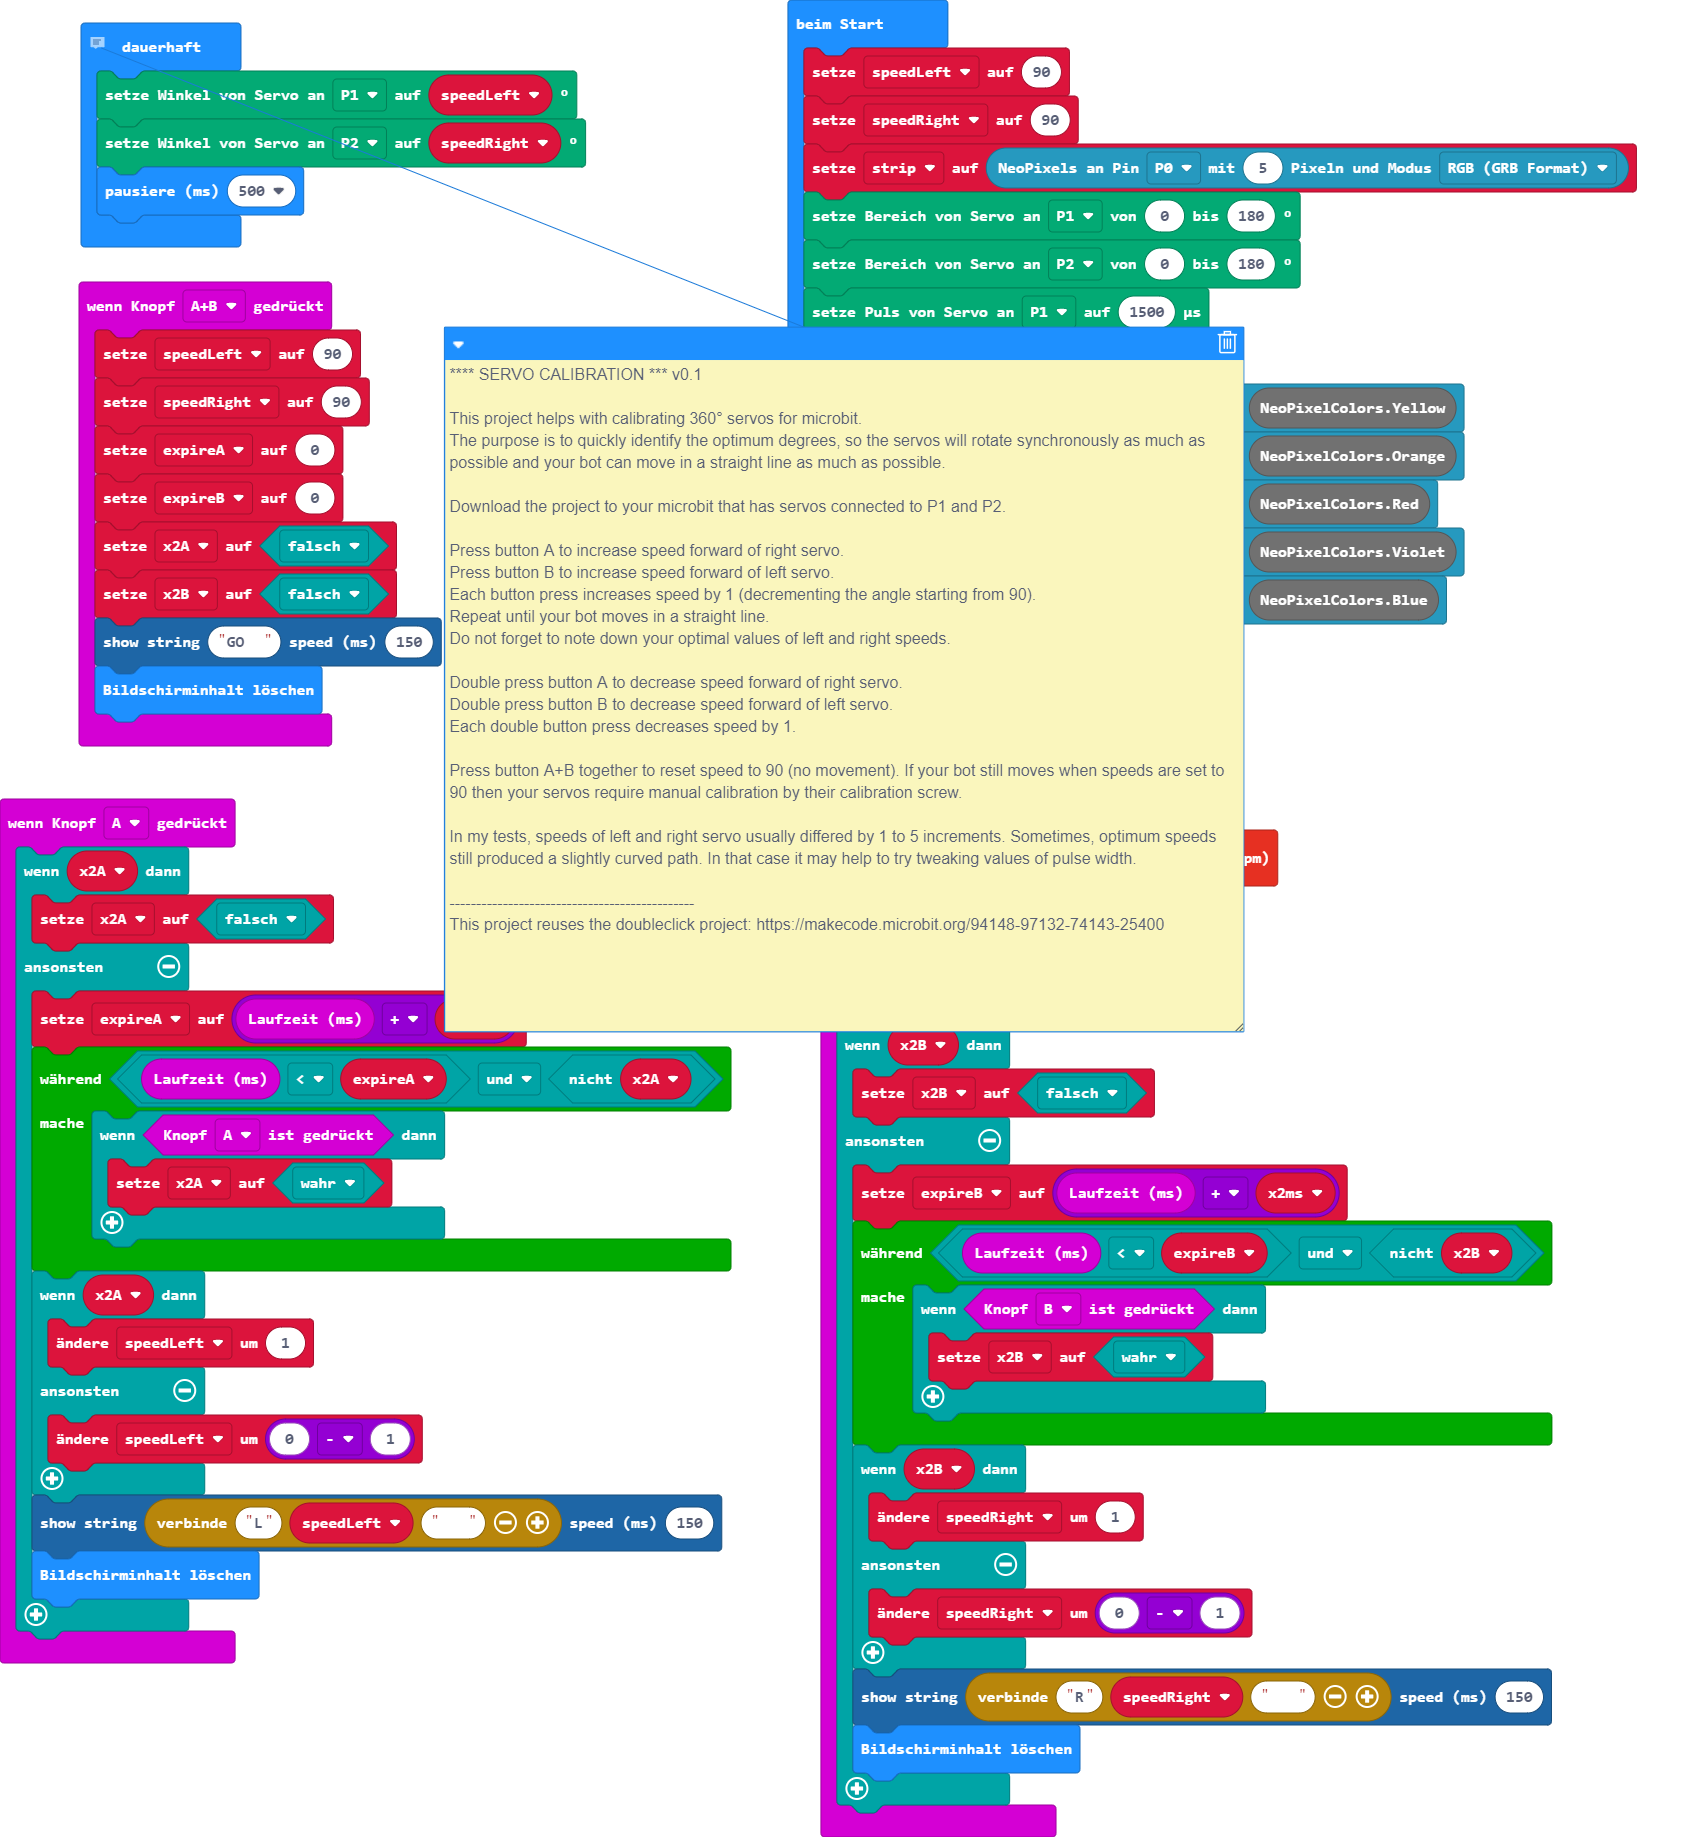 dauerhaft
setze Winkel von Servo an P1 auf speedLeft °
setze Winkel von Servo an P2 auf speedRight °
pausiere (ms) 500
beim Start
setze speedLeft auf 90
setze speedRight auf 90
setze strip auf NeoPixels an Pin P0 mit 5 Pixeln und Modus RGB (GRB Format)
setze Bereich von Servo an P1 von 0 bis 180 °
setze Bereich von Servo an P2 von 0 bis 180 °
setze Puls von Servo an P1 auf 1500 µs
NeoPixelColors.Yellow
NeoPixelColors.Orange
NeoPixelColors.Red
NeoPixelColors.Violet
NeoPixelColors.Blue
pm)
wenn Knopf A+B gedrückt
setze speedLeft auf 90
setze speedRight auf 90
setze expireA auf 0
setze expireB auf 0
setze x2A auf falsch
setze x2B auf falsch
show string "GO   " speed (ms) 150
Bildschirminhalt löschen
**** SERVO CALIBRATION *** v0.1
This project helps with calibrating 360° servos for microbit.
The purpose is to quickly identify the optimum degrees, so the servos will rotate synchronously as much as
possible and your bot can move in a straight line as much as possible.
Download the project to your microbit that has servos connected to P1 and P2.
Press button A to increase speed forward of right servo.
Press button B to increase speed forward of left servo.
Each button press increases speed by 1 (decrementing the angle starting from 90).
Repeat until your bot moves in a straight line.
Do not forget to note down your optimal values of left and right speeds.
Double press button A to decrease speed forward of right servo.
Double press button B to decrease speed forward of left servo.
Each double button press decreases speed by 1.
Press button A+B together to reset speed to 90 (no movement). If your bot still moves when speeds are set to
90 then your servos require manual calibration by their calibration screw.
In my tests, speeds of left and right servo usually differed by 1 to 5 increments. Sometimes, optimum speeds
still produced a slightly curved path. In that case it may help to try tweaking values of pulse width.
-----------------------------------------------
This project reuses the doubleclick project: https://makecode.microbit.org/94148-97132-74143-25400
wenn Knopf A gedrückt
wenn x2A dann
setze x2A auf falsch
ansonsten
setze expireA auf Laufzeit (ms) +
während Laufzeit (ms) < expireA und nicht x2A
mache wenn Knopf A ist gedrückt dann
setze x2A auf wahr
wenn x2A dann
ändere speedLeft um 1
ansonsten
ändere speedLeft um 0 - 1
show string verbinde "L" speedLeft "   " speed (ms) 150
Bildschirminhalt löschen
wenn x2B dann
setze x2B auf falsch
ansonsten
setze expireB auf Laufzeit (ms) + x2ms
während Laufzeit (ms) < expireB und nicht x2B
mache wenn Knopf B ist gedrückt dann
setze x2B auf wahr
wenn x2B dann
ändere speedRight um 1
ansonsten
ändere speedRight um 0 - 1
show string verbinde "R" speedRight "   " speed (ms) 150
Bildschirminhalt löschen